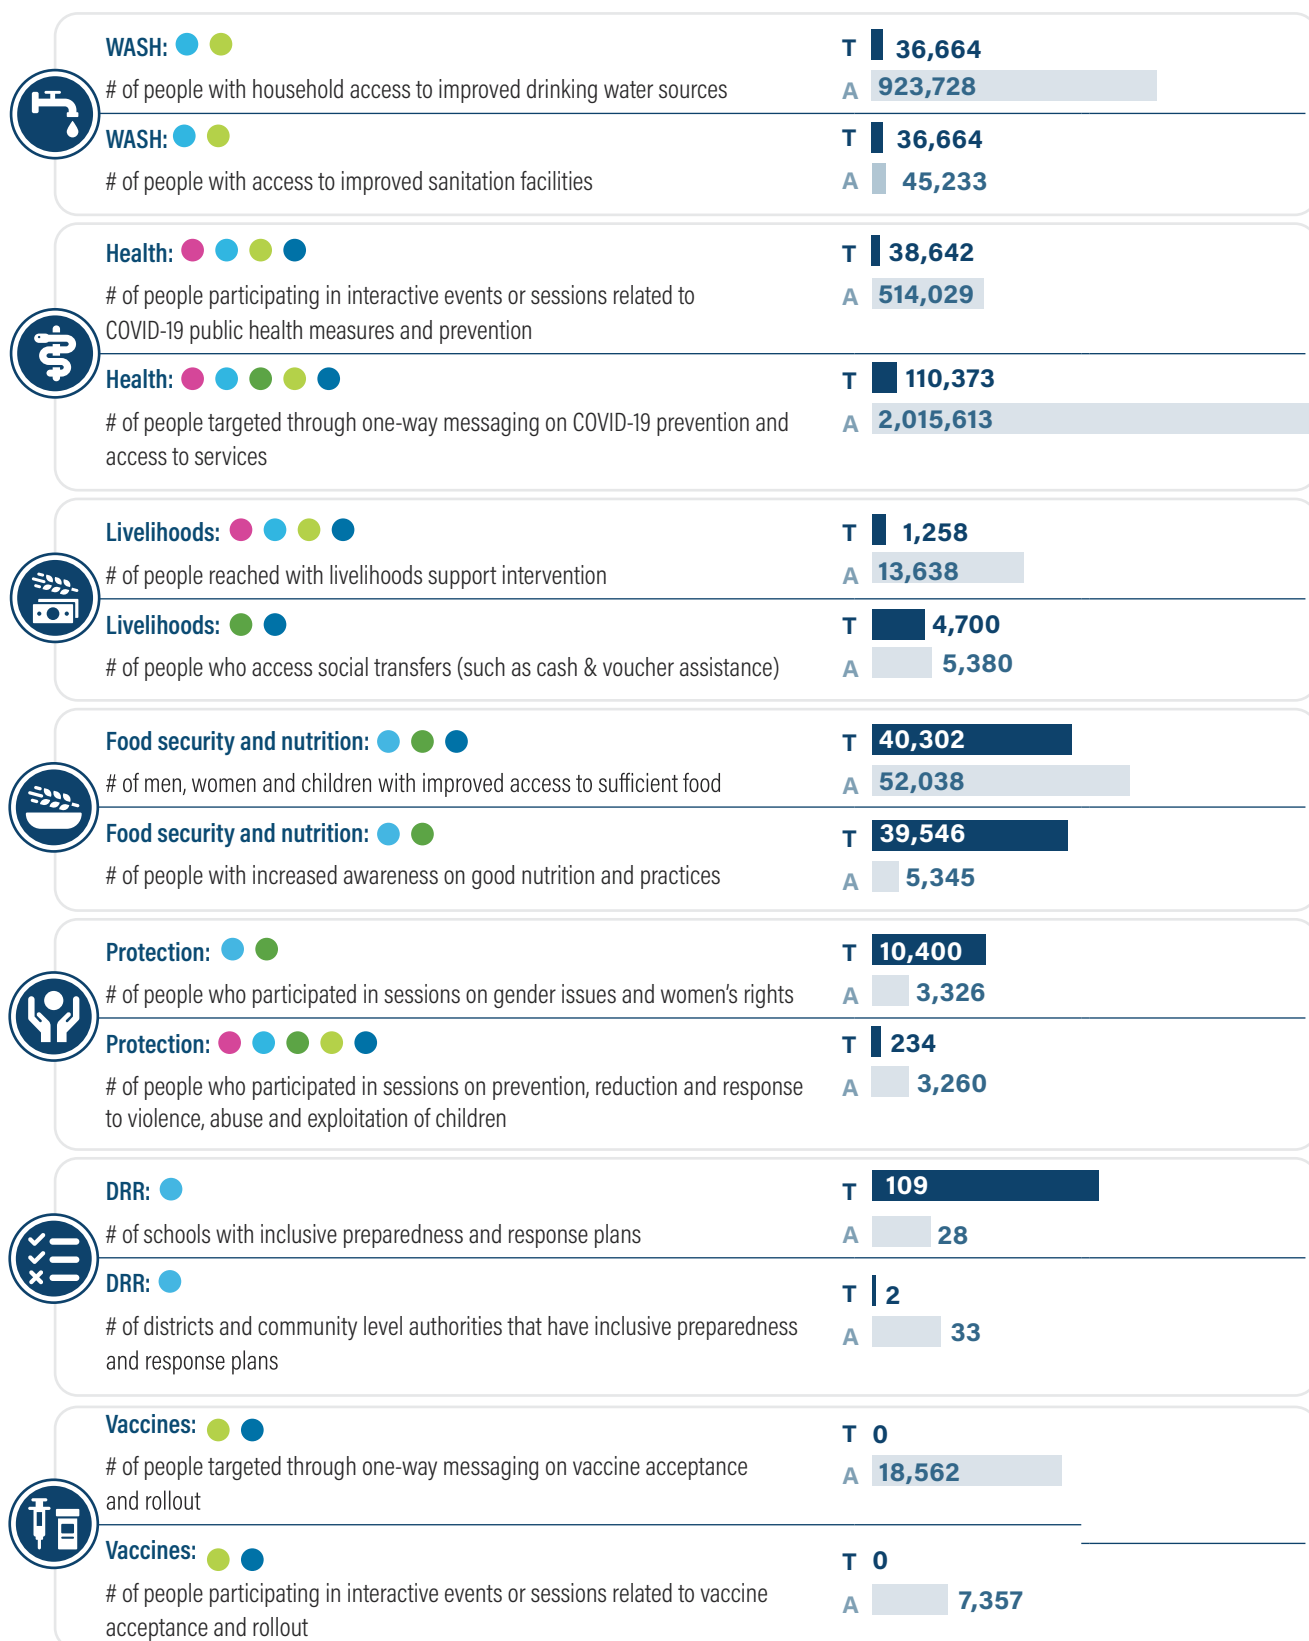 WASH:
T 36,664
# of people with household access to improved drinking water sources
A 923,728
WASH:
T 36,664
# of people with access to improved sanitation facilities
A 45,233
Health:
T 38,642
# of people participating in interactive events or sessions related to
A 514,029
COVID-19 public health measures and prevention
Health:
T 110,373
# of people targeted through one-way messaging on COVID-19 prevention and
A 2,015,613
access to services
Livelihoods:
T 1,258
# of people reached with livelihoods support intervention
A 13,638
Livelihoods:
T 4,700
# of people who access social transfers (such as cash & voucher assistance)
A 5,380
Food security and nutrition:
T 40,302
# of men, women and children with improved access to sufficient food
A 52,038
Food security and nutrition:
T 39,546
# of people with increased awareness on good nutrition and practices
A 5,345
Protection:
T 10,400
# of people who participated in sessions on gender issues and women's rights
A 3,326
Protection:
T 234
# of people who participated in sessions on prevention, reduction and response
A 3,260
to violence, abuse and exploitation of children
DRR:
T 109
# of schools with inclusive preparedness and response plans
A 28
DRR:
T 2
# of districts and community level authorities that have inclusive preparedness
A 33
and response plans
Vaccines:
T 0
# of people targeted through one-way messaging on vaccine acceptance
A 18,562
and rollout
Vaccines:
T 0
# of people participating in interactive events or sessions related to vaccine
A 7,357
acceptance and rollout